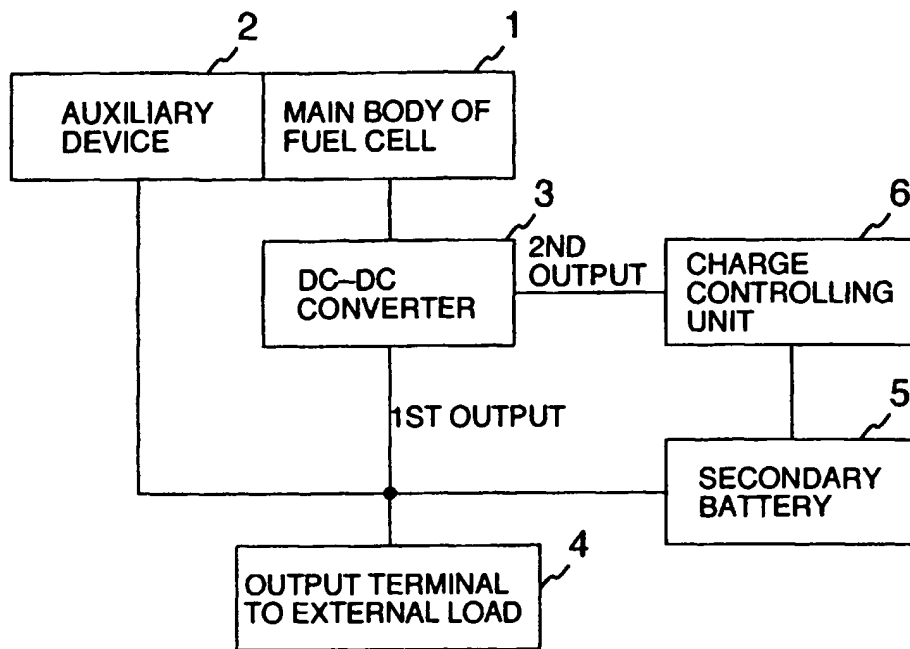 2
1
AUXILIARY
DEVICE
MAIN BODY OF
FUEL CELL
3
6
DC~DC
CONVERTER
2ND
OUTPUT
CHARGE
CONTROLLING
UNIT
1ST OUTPUT
5
SECONDARY
BATTERY
4
OUTPUT TERMINAL
TO EXTERNAL LOAD